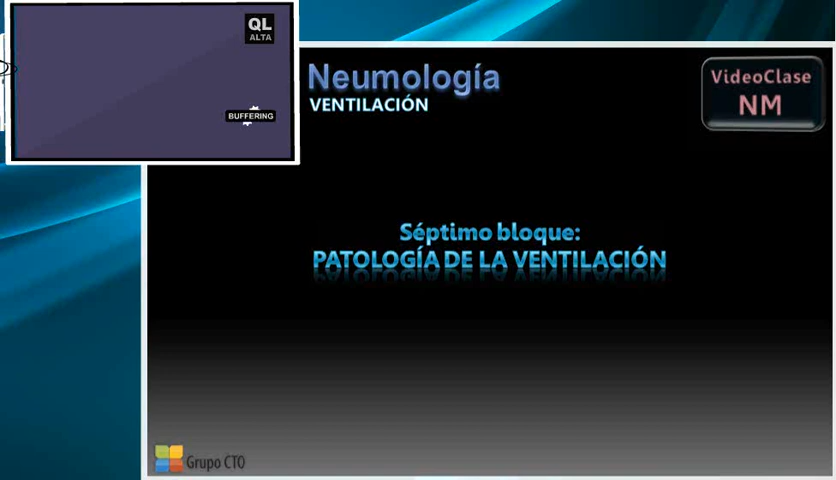 QL
ALTA
BUFFERING
Neumología
VENTILACIÓN
VideoClase
NM
Séptimo bloque:
PATOLOGÍA DE LA VENTILACIÓN
Grupo CTO